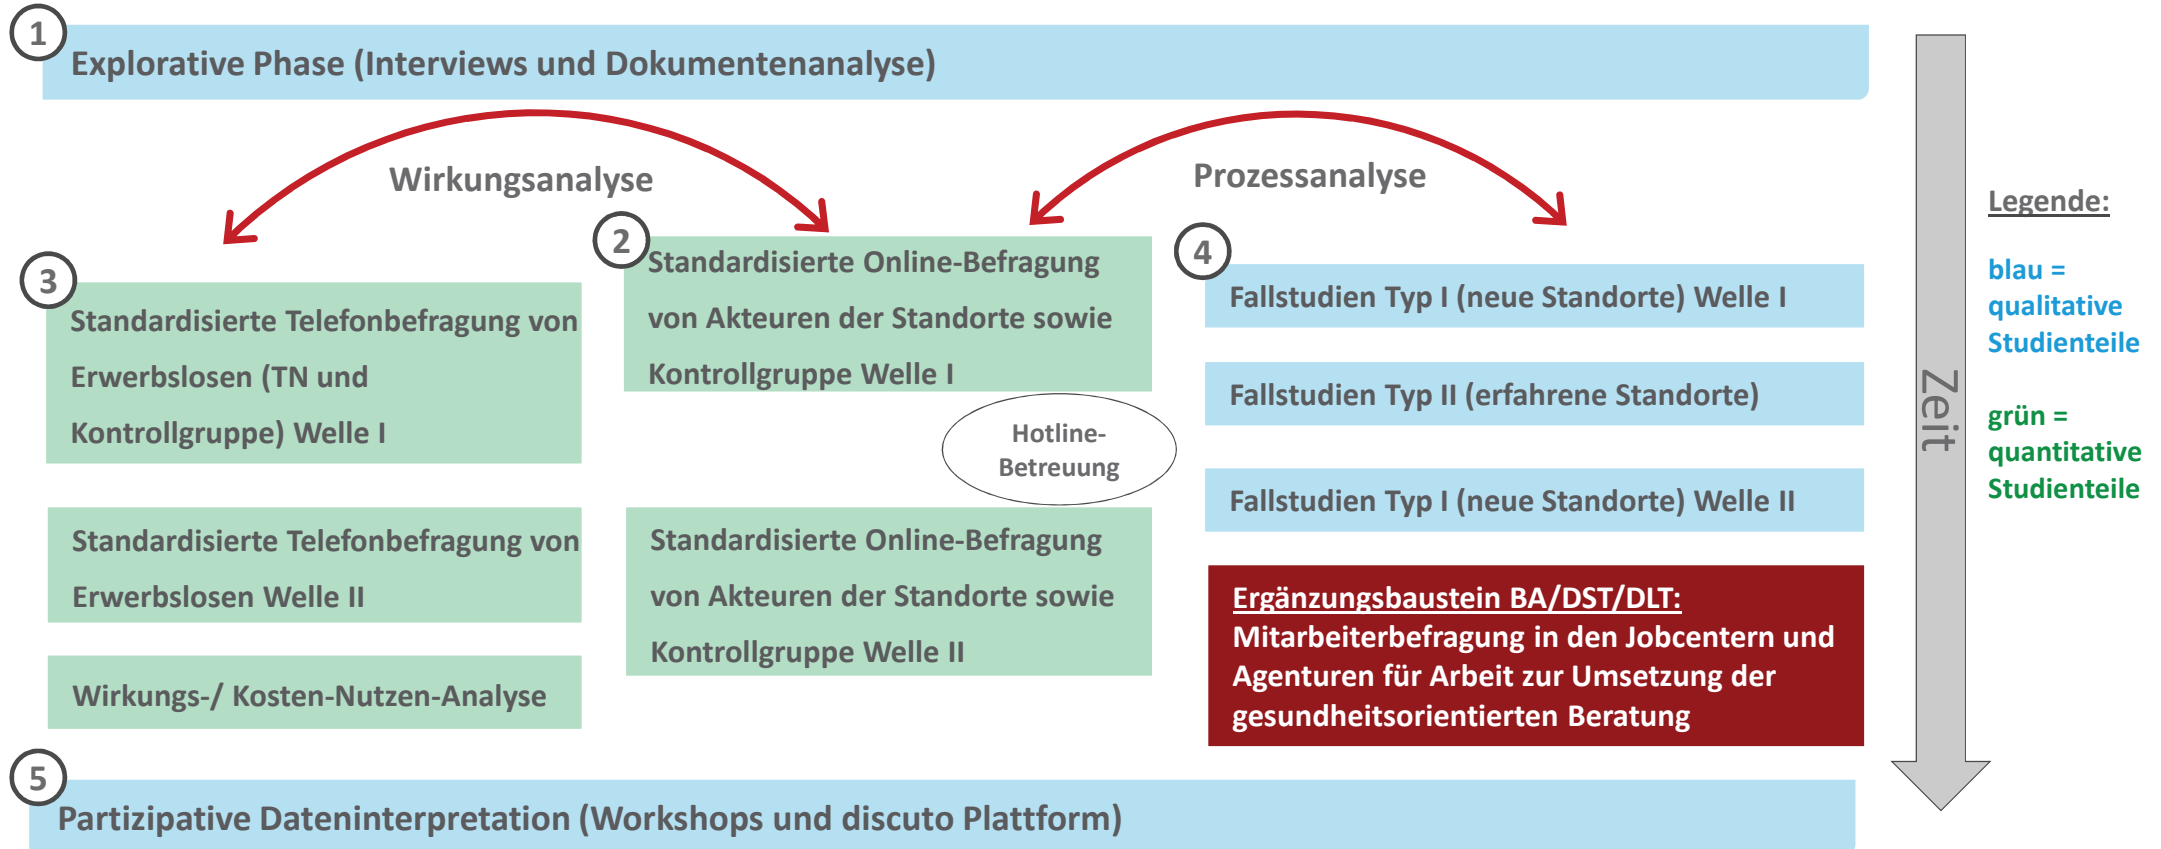 1
Explorative Phase (Interviews und Dokumentenanalyse)
Wirkungsanalyse
Prozessanalyse
3
Standardisierte Telefonbefragung von
Erwerbslosen (TN und
Kontrollgruppe) Welle I
Standardisierte Telefonbefragung von
Erwerbslosen Welle II
Wirkungs-/ Kosten-Nutzen-Analyse
2
Standardisierte Online-Befragung
von Akteuren der Standorte sowie
Kontrollgruppe Welle I
Hotline-
Betreuung
Standardisierte Online-Befragung
von Akteuren der Standorte sowie
Kontrollgruppe Welle II
4
Fallstudien Typ I (neue Standorte) Welle I
Fallstudien Typ II (erfahrene Standorte)
Fallstudien Typ I (neue Standorte) Welle II
Ergänzungsbaustein BA/DST/DLT:
Mitarbeiterbefragung in den Jobcentern und
Agenturen für Arbeit zur Umsetzung der
gesundheitsorientierten Beratung
5
Partizipative Dateninterpretation (Workshops und discuto Plattform)
Zeit
Legende:
blau =
qualitative
Studienteile
grün =
quantitative
Studienteile